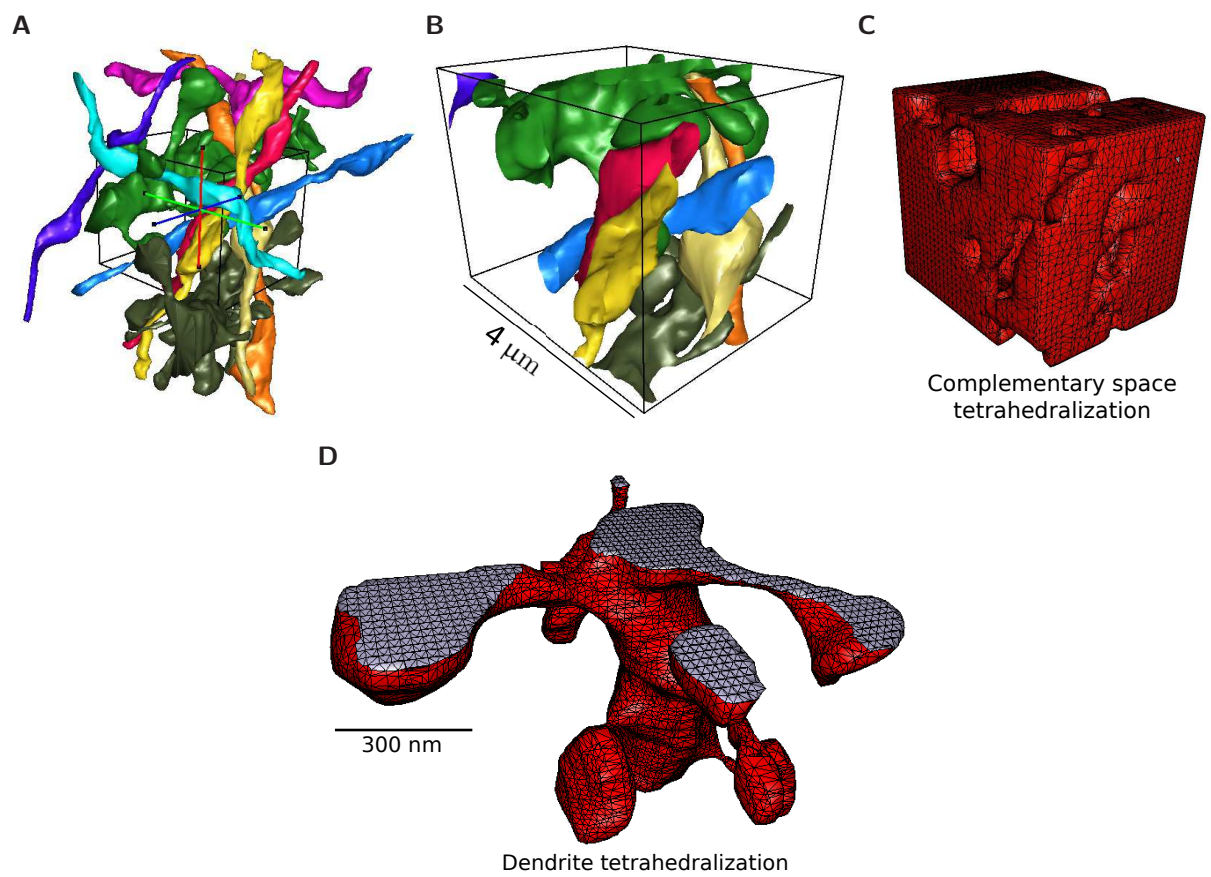 A
B
C
4 µm
Complementary space
tetrahedralization
D
300 nm
Dendrite tetrahedralization